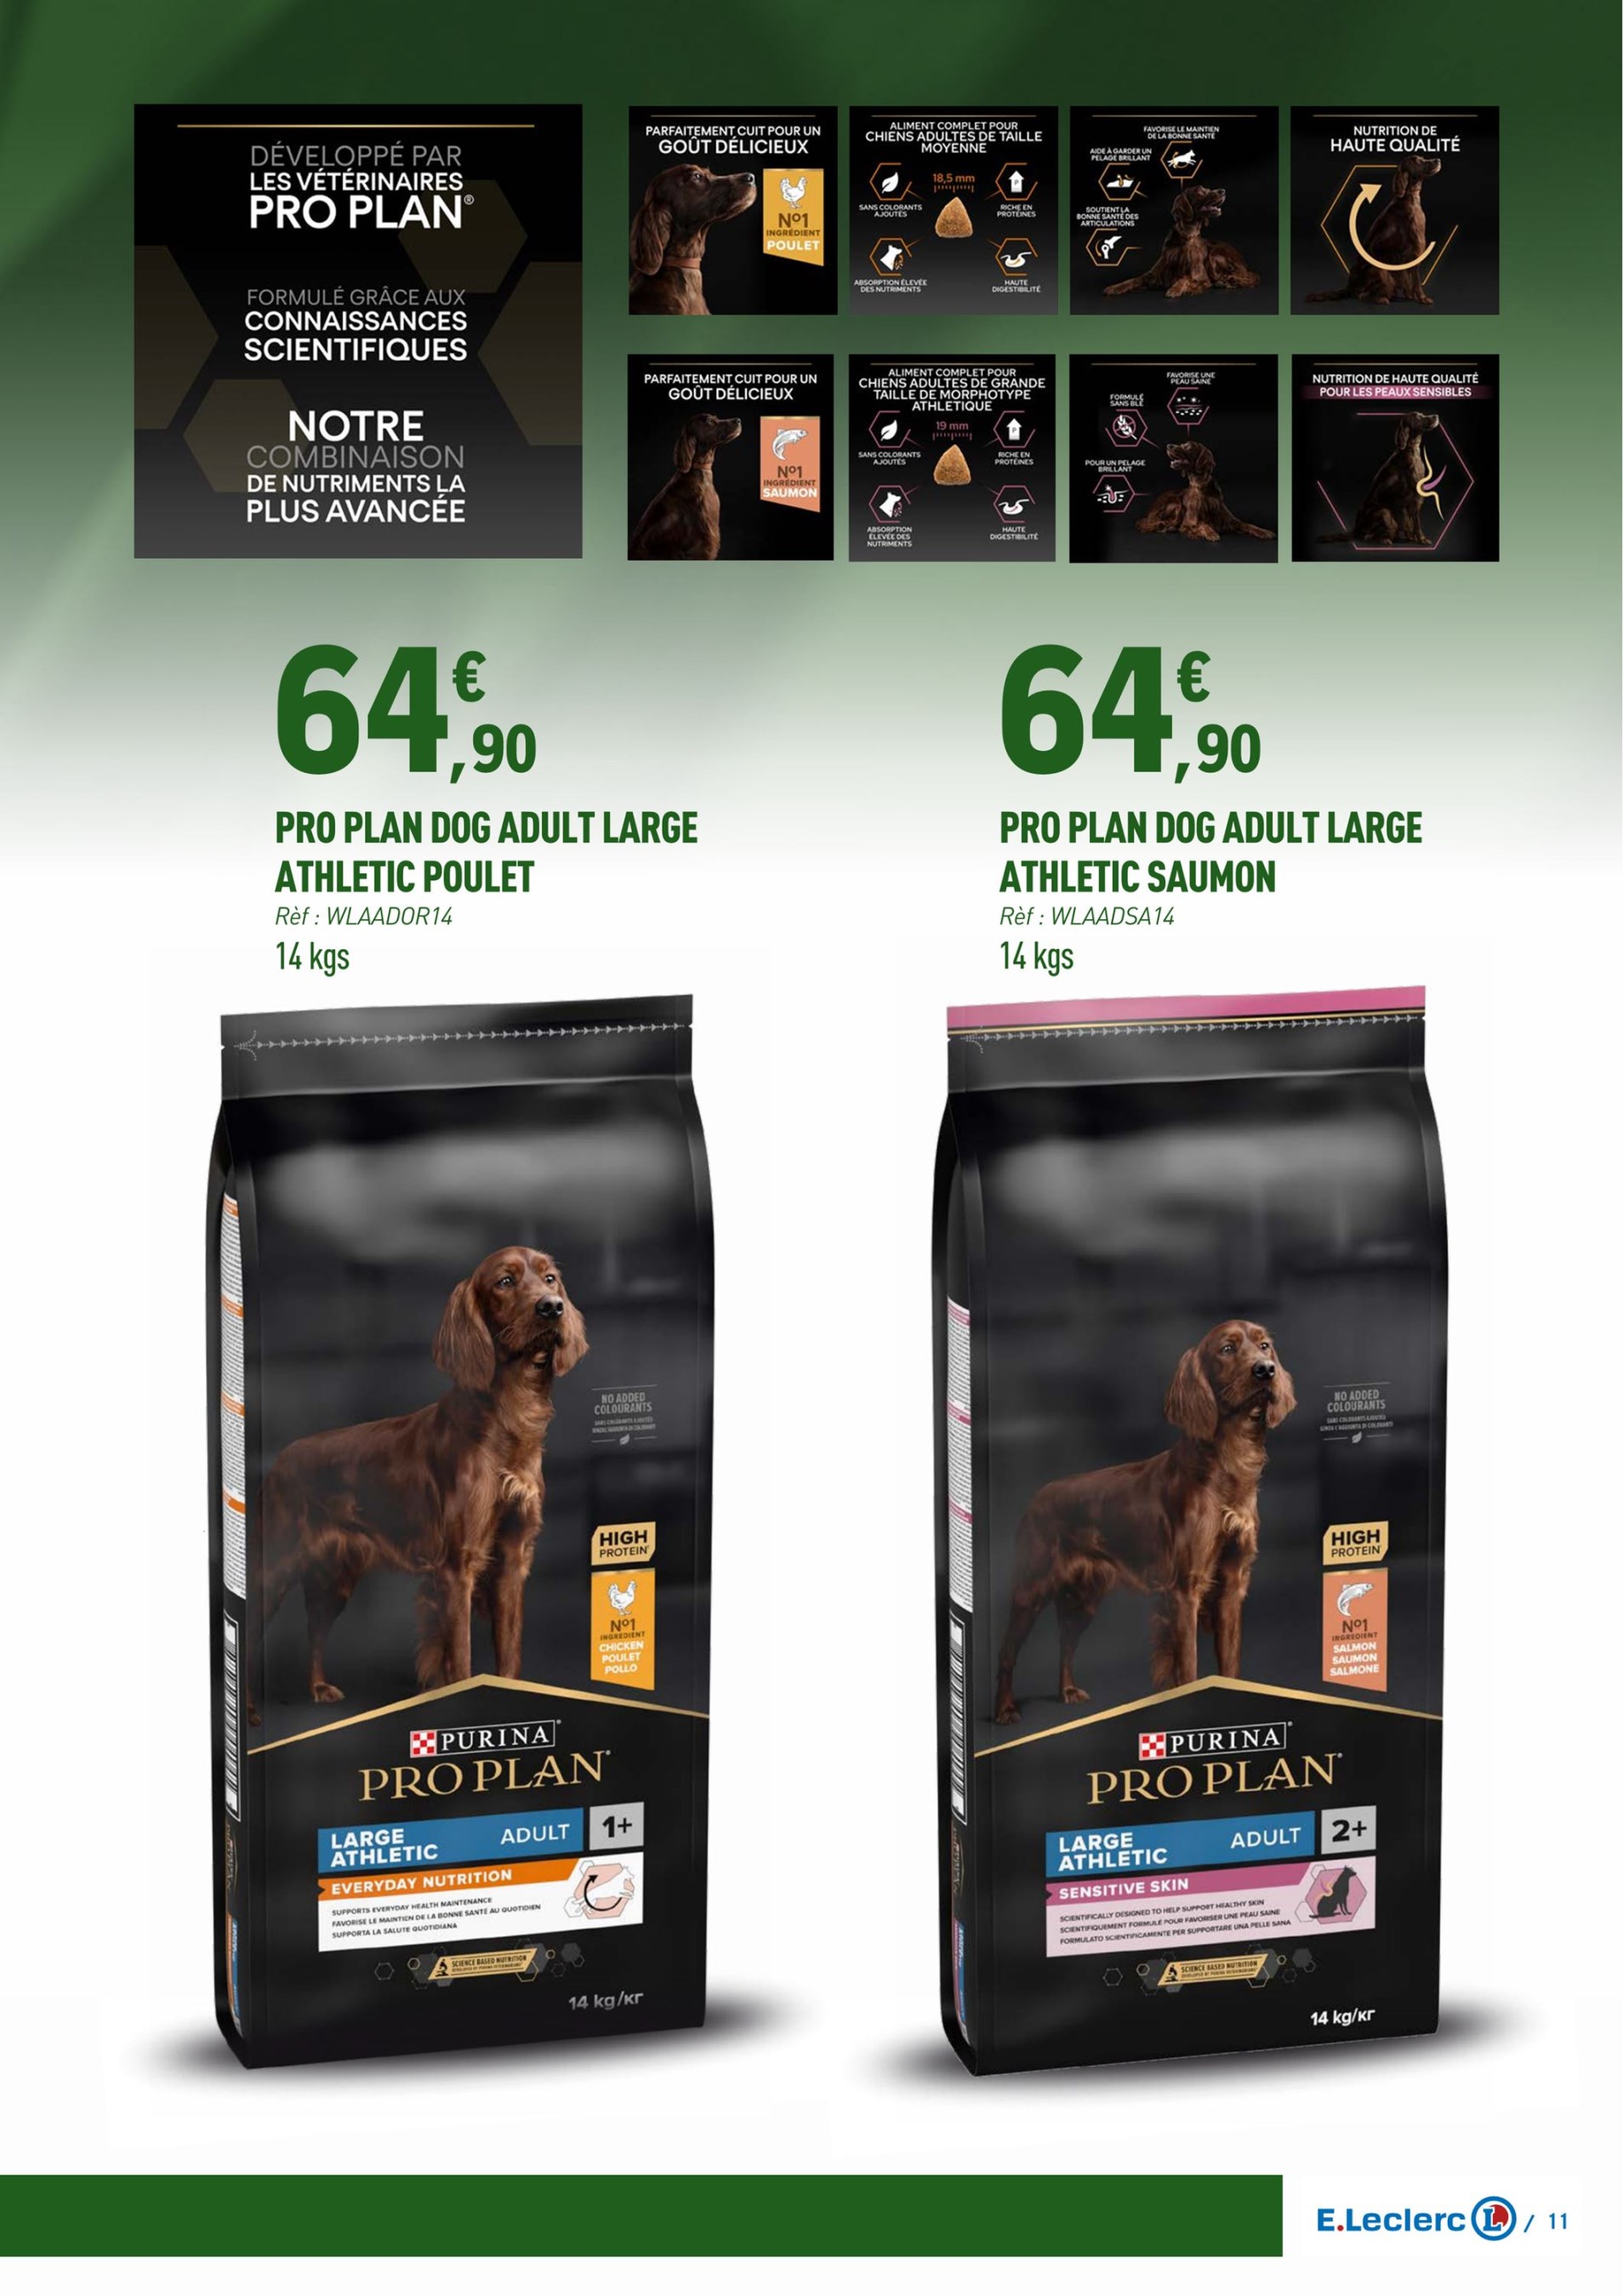 DÉVELOPPÉ PAR
LES VÉTÉRINAIRES
PRO PLAN®
FORMULÉ GRÂCE AUX
CONNAISSANCES
SCIENTIFIQUES
NOTRE
COMBINAISON
DE NUTRIMENTS LA
PLUS AVANCÉE
PARFAITEMENT CUIT POUR UN
GOÛT DÉLICIEUX
N°1
INGRÉDIENT
POULET
ALIMENT COMPLET POUR
CHIENS ADULTES DE TAILLE
MOYENNE
18,5 mm
SANS COLORANTS
AJOUTÉS
RICHE EN
PROTÉINES
ABSORPTION ÉLEVÉE
DES NUTRIMENTS
HAUTE
DIGESTIBILITÉ
FAVORISE LE MAINTIEN
DE LA BONNE SANTÉ
AIDE À GARDER UN
PELAGE BRILLANT
SOUTIENT LA
BONNE SANTÉ DES
ARTICULATIONS
NUTRITION DE
HAUTE QUALITÉ
PARFAITEMENT CUIT POUR UN
GOÛT DÉLICIEUX
N°1
INGRÉDIENT
SAUMON
ALIMENT COMPLET POUR
CHIENS ADULTES DE GRANDE
TAILLE DE MORPHOTYPE
ATHLETIQUE
19 mm
SANS COLORANTS
AJOUTÉS
RICHE EN
PROTÉINES
ABSORPTION
ÉLEVÉE DES
NUTRIMENTS
HAUTE
DIGESTIBILITÉ
FAVORISE UNE
PEAU SAINE
FORMULE
SANS BLÉ
POUR UN PELAGE
BRILLANT
NUTRITION DE HAUTE QUALITÉ
POUR LES PEAUX SENSIBLES
64€,90
PRO PLAN DOG ADULT LARGE
ATHLETIC POULET
Rèf : WLAADOR14
14 kgs
64€,90
PRO PLAN DOG ADULT LARGE
ATHLETIC SAUMON
Rèf : WLAADSA14
14 kgs
NO ADDED
COLOURANTS
HIGH
PROTEIN
N°1
INGREDIENT
CHICKEN
POULET
POLLO
PURINA
PRO PLAN
LARGE
ATHLETIC
ADULT
1+
EVERYDAY NUTRITION
SUPPORTS EVERYDAY HEALTH MAINTENANCE
FAVORISE LE MAINTIEN DE LA BONNE SANTÉ AU QUOTIDIEN
SUPPORTA LA SALUTE QUOTIDIANA
SCIENCE BASED NUTRITION
14 kg/кг
NO ADDED
COLOURANTS
HIGH
PROTEIN
N°1
INGREDIENT
SALMON
SAUMON
SALMONE
PURINA
PRO PLAN
LARGE
ATHLETIC
ADULT
2+
SENSITIVE SKIN
SCIENTIFICALLY DESIGNED TO HELP SUPPORT HEALTHY SKIN
SCIENTIFIQUEMENT FORMULÉ POUR FAVORISER UNE PEAU SAINE
FORMULATO SCIENTIFICAMENTE PER SUPPORTARE UNA PELLE SANA
SCIENCE BASED NUTRITION
14 kg/кг
E.Leclerc L / 11